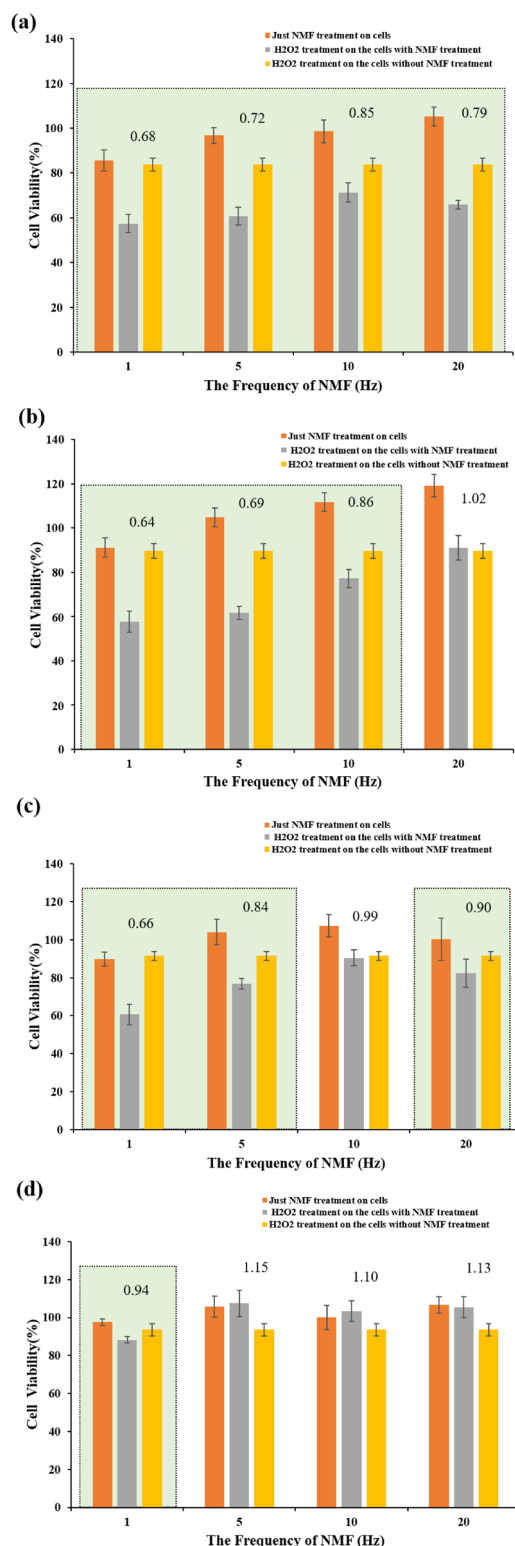 (a)
Just NMF treatment on cells
H2O2 treatment on the cells with NMF treatment
H2O2 treatment on the cells without NMF treatment
140
120
100
80
60
40
20
0
Cell Viability(%)
0.68
0.72
0.85
0.79
1
5
10
20
The Frequency of NMF (Hz)
(b)
Just NMF treatment on cells
H2O2 treatment on the cells with NMF treatment
H2O2 treatment on the cells without NMF treatment
140
120
100
80
60
40
20
0
Cell Viability(%)
0.64
0.69
0.86
1.02
1
5
10
20
The Frequency of NMF (Hz)
(c)
Just NMF treatment on cells
H2O2 treatment on the cells with NMF treatment
H2O2 treatment on the cells without NMF treatment
140
120
100
80
60
40
20
0
Cell Viability(%)
0.66
0.84
0.99
0.90
1
5
10
20
The Frequency of NMF (Hz)
(d)
Just NMF treatment on cells
H2O2 treatment on the cells with NMF treatment
H2O2 treatment on the cells without NMF treatment
140
120
100
80
60
40
20
0
Cell Viability(%)
0.94
1.15
1.10
1.13
1
5
10
20
The Frequency of NMF (Hz)